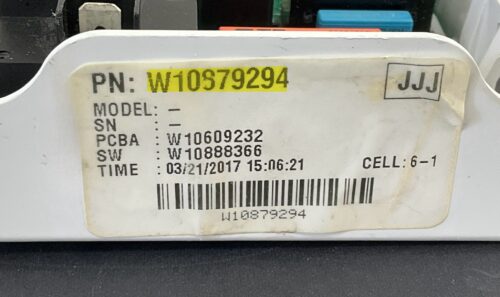 PN: W10879294 JJJ
MODEL: –
SN : –
PCBA : W10609232
SW : W10888366
TIME : 03/21/2017 15:06:21 CELL: 6-1
W10879294